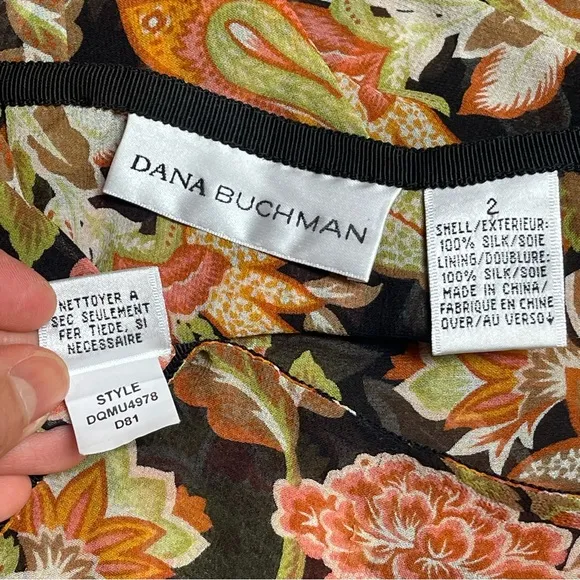 DANA BUCHMAN
2
SHELL/EXTERIEUR:
100% SILK/SOIE
LINING/DOUBLURE:
100% SILK/SOIE
MADE IN CHINA/
FABRIQUE EN CHINE
OVER/AU VERSO↓
NETTOYER A
SEC SEULEMENT
FER TIEDE, SI
NECESSAIRE
STYLE
DQMU4978
D81